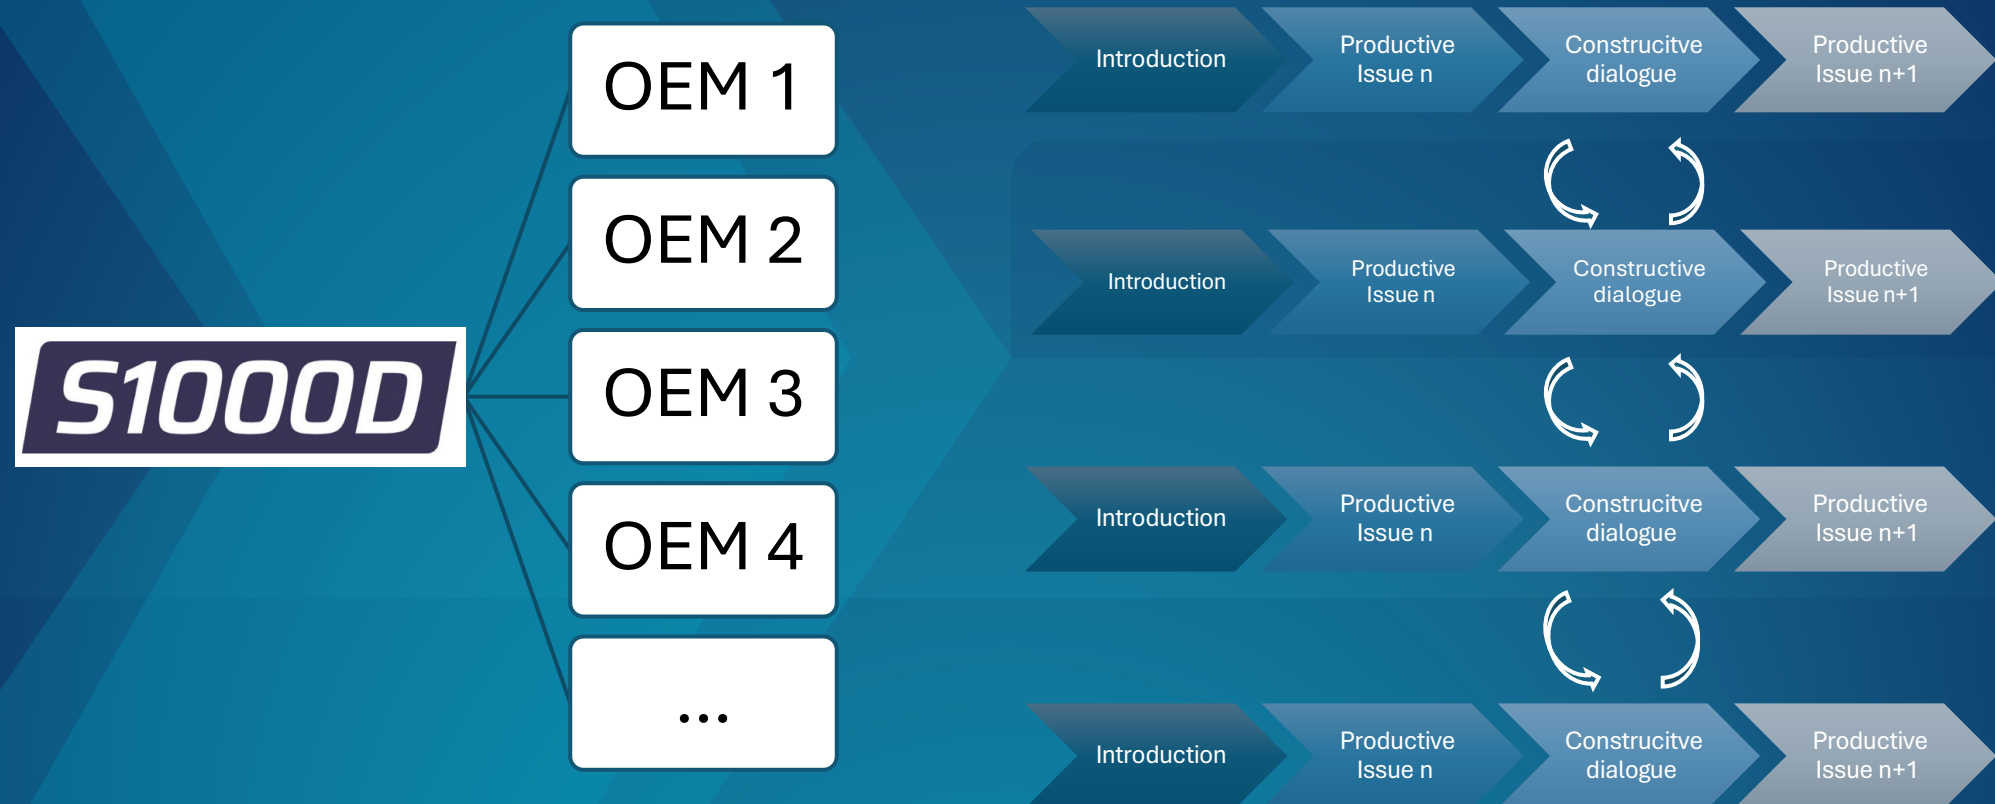 S1000D
OEM 1
OEM 2
OEM 3
OEM 4
...
Introduction
Productive
Issue n
Construcitve
dialogue
Productive
Issue n+1
Introduction
Productive
Issue n
Constructive
dialogue
Productive
Issue n+1
Introduction
Productive
Issue n
Construcitve
dialogue
Productive
Issue n+1
Introduction
Productive
Issue n
Construcitve
dialogue
Productive
Issue n+1